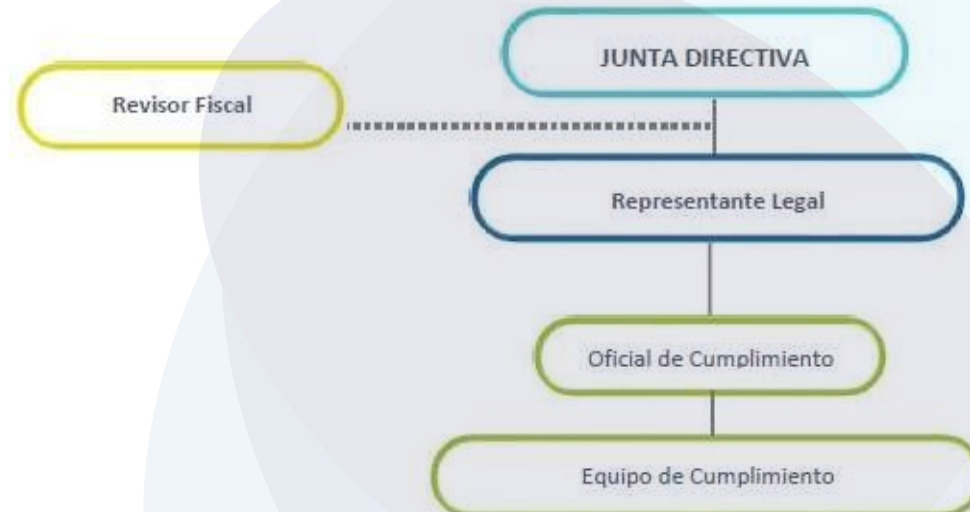 JUNTA DIRECTIVA
Revisor Fiscal
Representante Legal
Oficial de Cumplimiento
Equipo de Cumplimiento